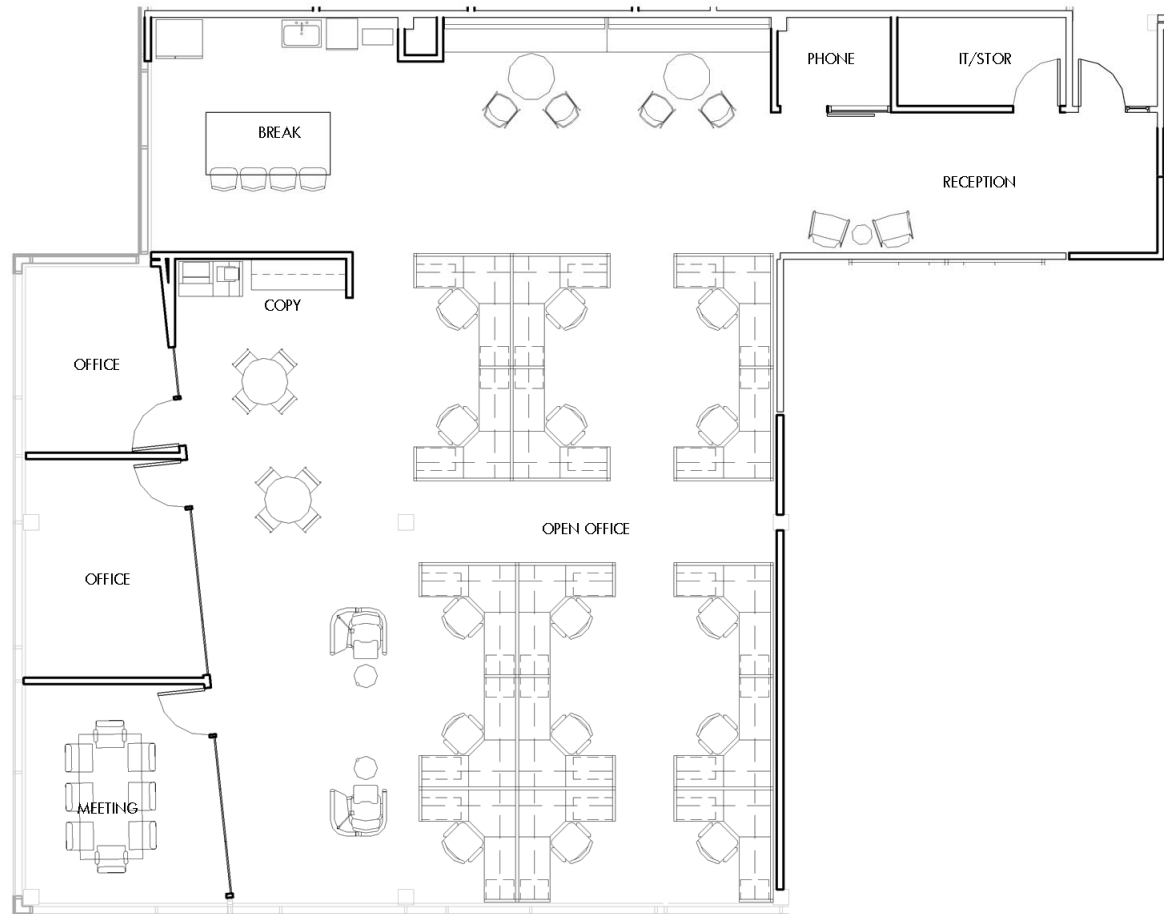 PHONE
IT/STOR
BREAK
RECEPTION
COPY
OFFICE
OPEN OFFICE
OFFICE
MEETING